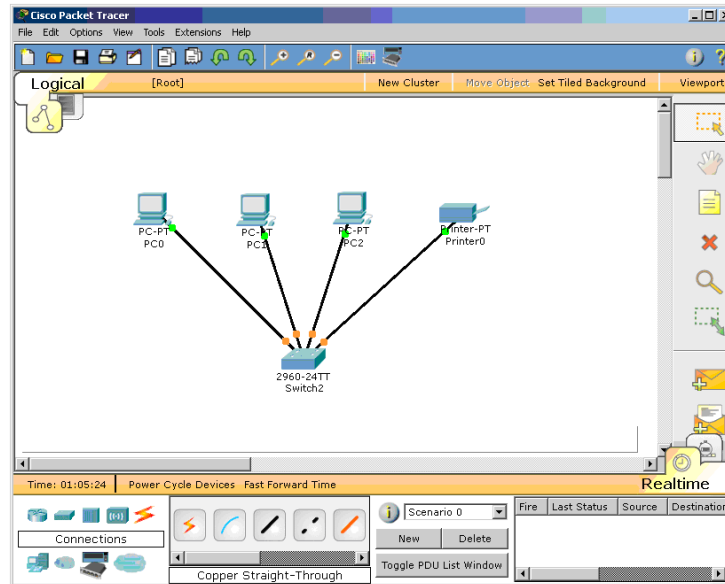 Cisco Packet Tracer
File Edit Options View Tools Extensions Help
Logical [Root] New Cluster Move Object Set Tiled Background Viewport
PC-PT
PC0
PC-PT
PC1
PC-PT
PC2
Printer-PT
Printer0
2960-24TT
Switch2
Time: 01:05:24 Power Cycle Devices Fast Forward Time Realtime
Connections
Copper Straight-Through
Scenario 0
New Delete
Toggle PDU List Window
Fire Last Status Source Destination